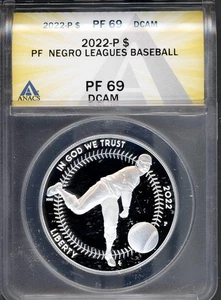 2022-P $ PF 69 DCAM
2022-P $
PF NEGRO LEAGUES BASEBALL
ANACS
PF 69
DCAM
IN GOD WE TRUST
2022
LIBERTY